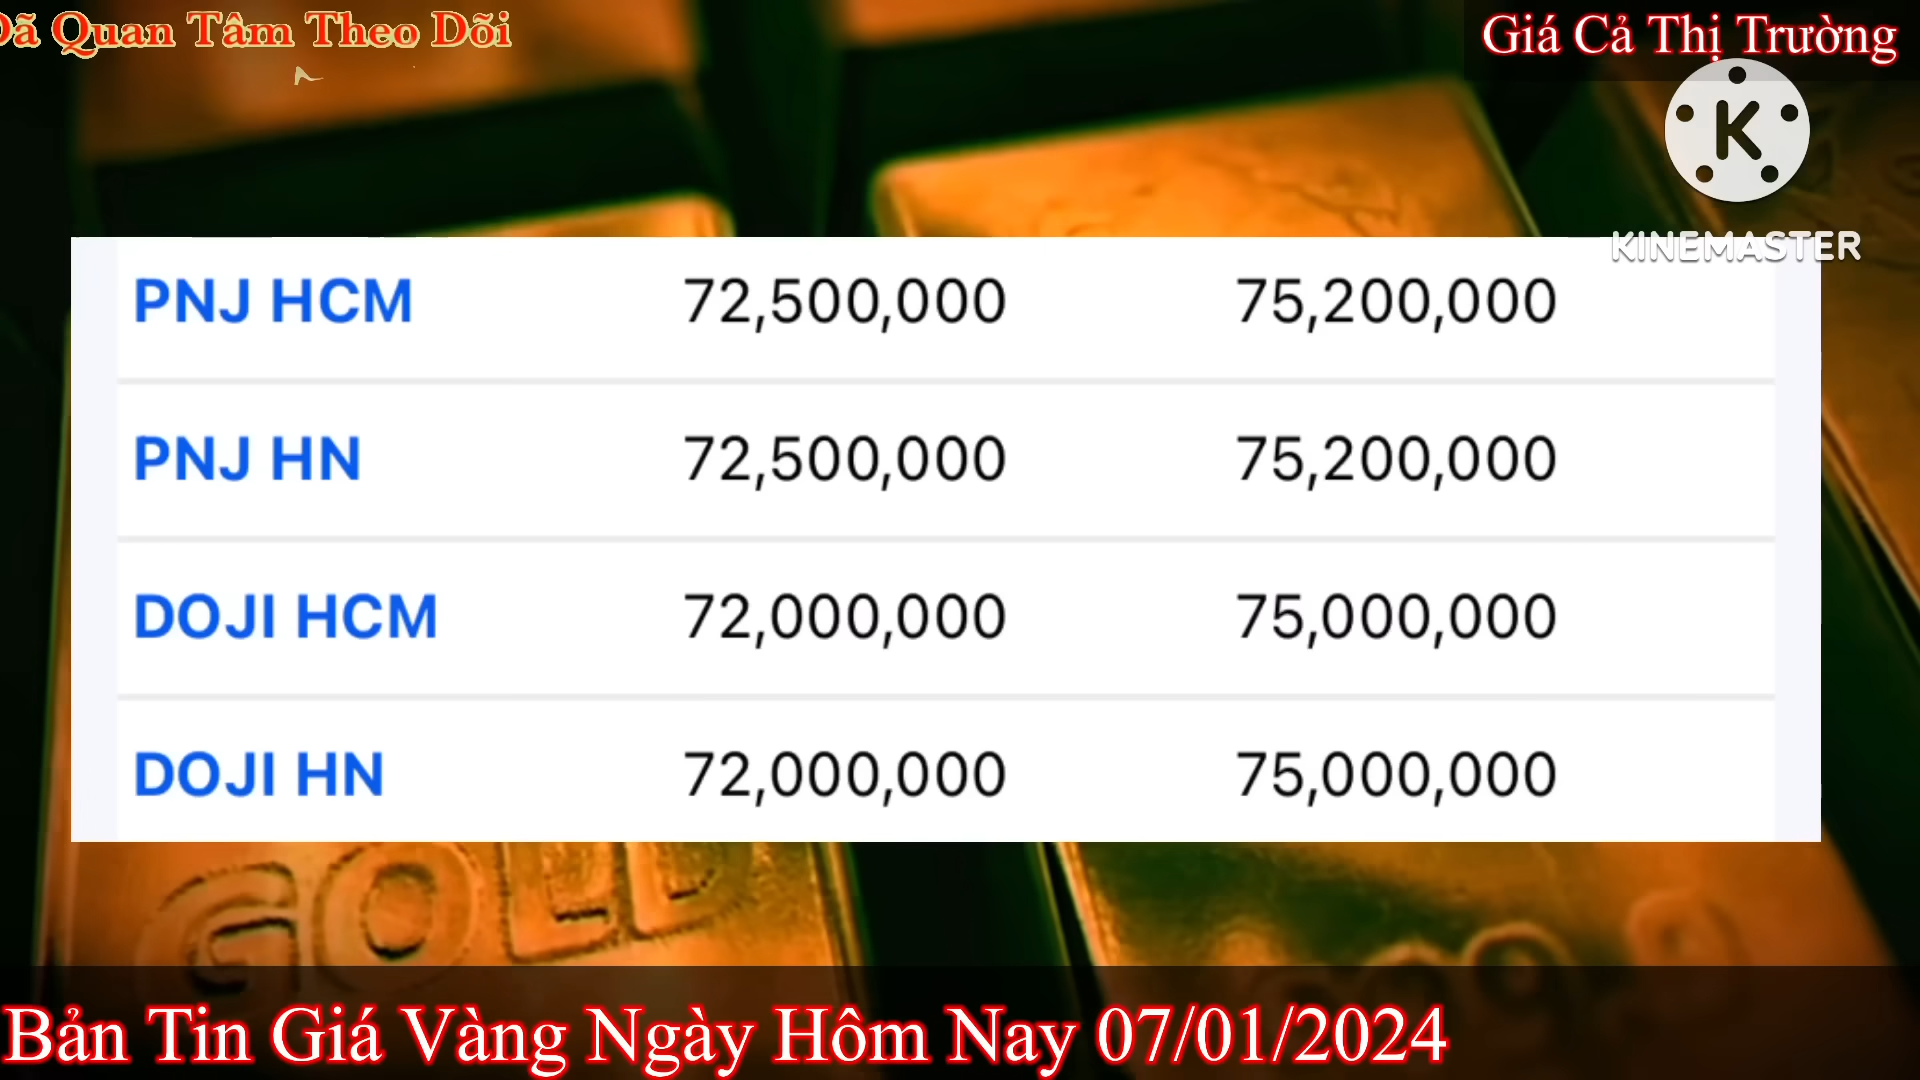 Đã Quan Tâm Theo Dõi
Giá Cả Thị Trường
K
KINEMASTER
PNJ HCM 72,500,000 75,200,000
PNJ HN 72,500,000 75,200,000
DOJI HCM 72,000,000 75,000,000
DOJI HN 72,000,000 75,000,000
GOLD
999.9
Bản Tin Giá Vàng Ngày Hôm Nay 07/01/2024